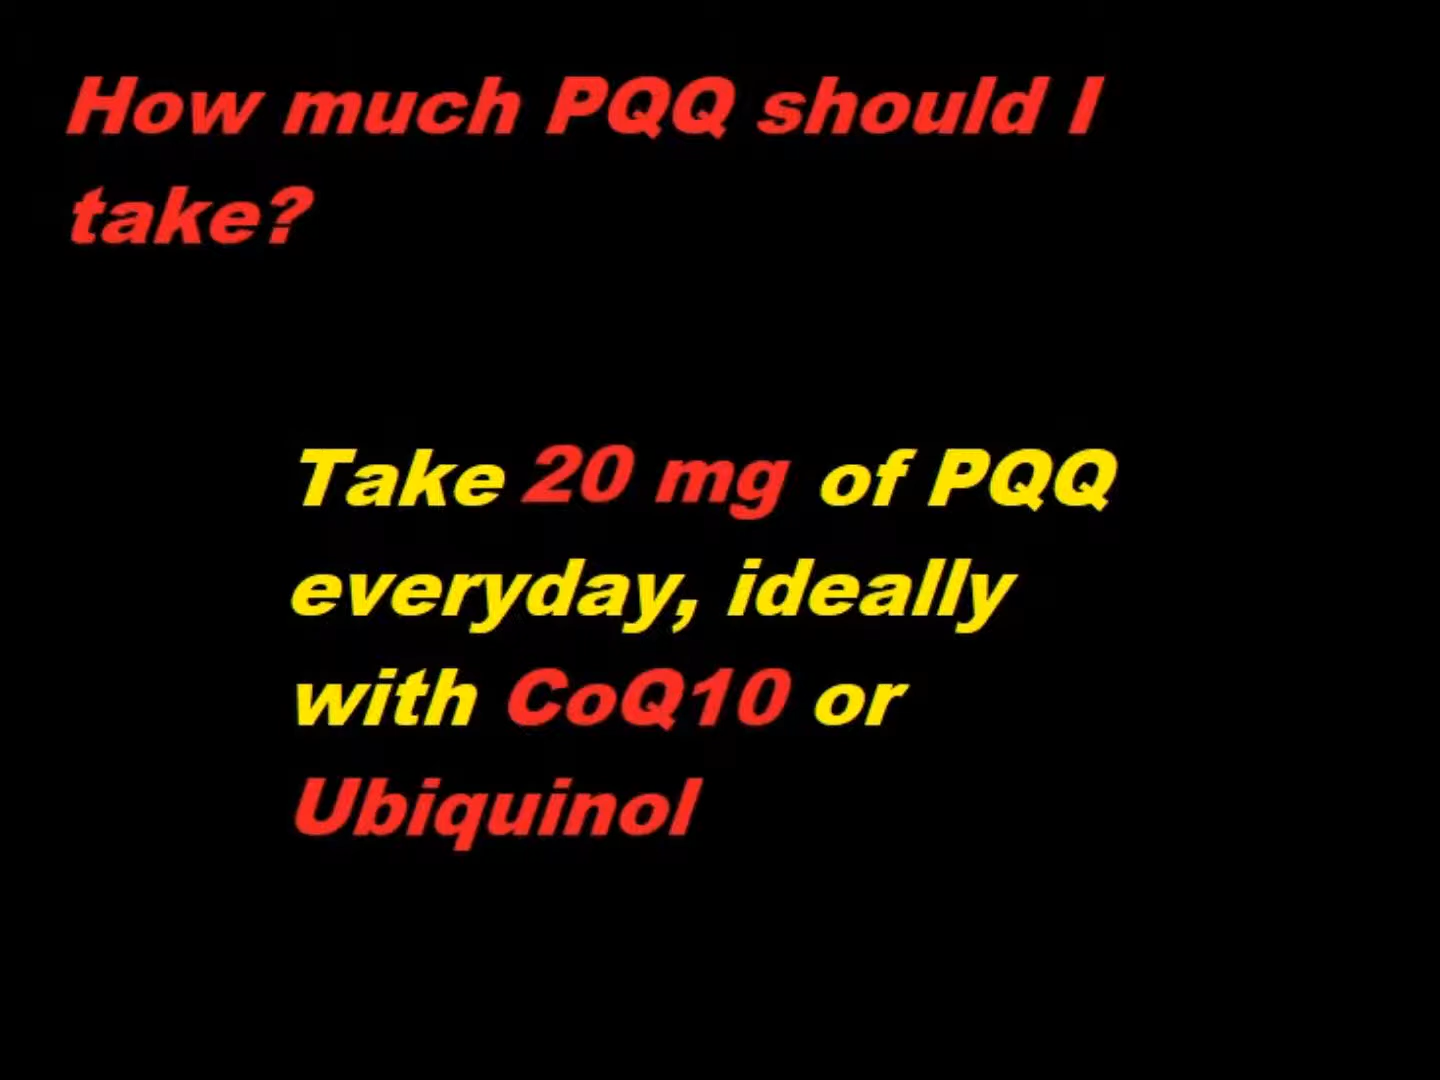 How much PQQ should I
take?
Take 20 mg of PQQ
everyday, ideally
with CoQ10 or
Ubiquinol